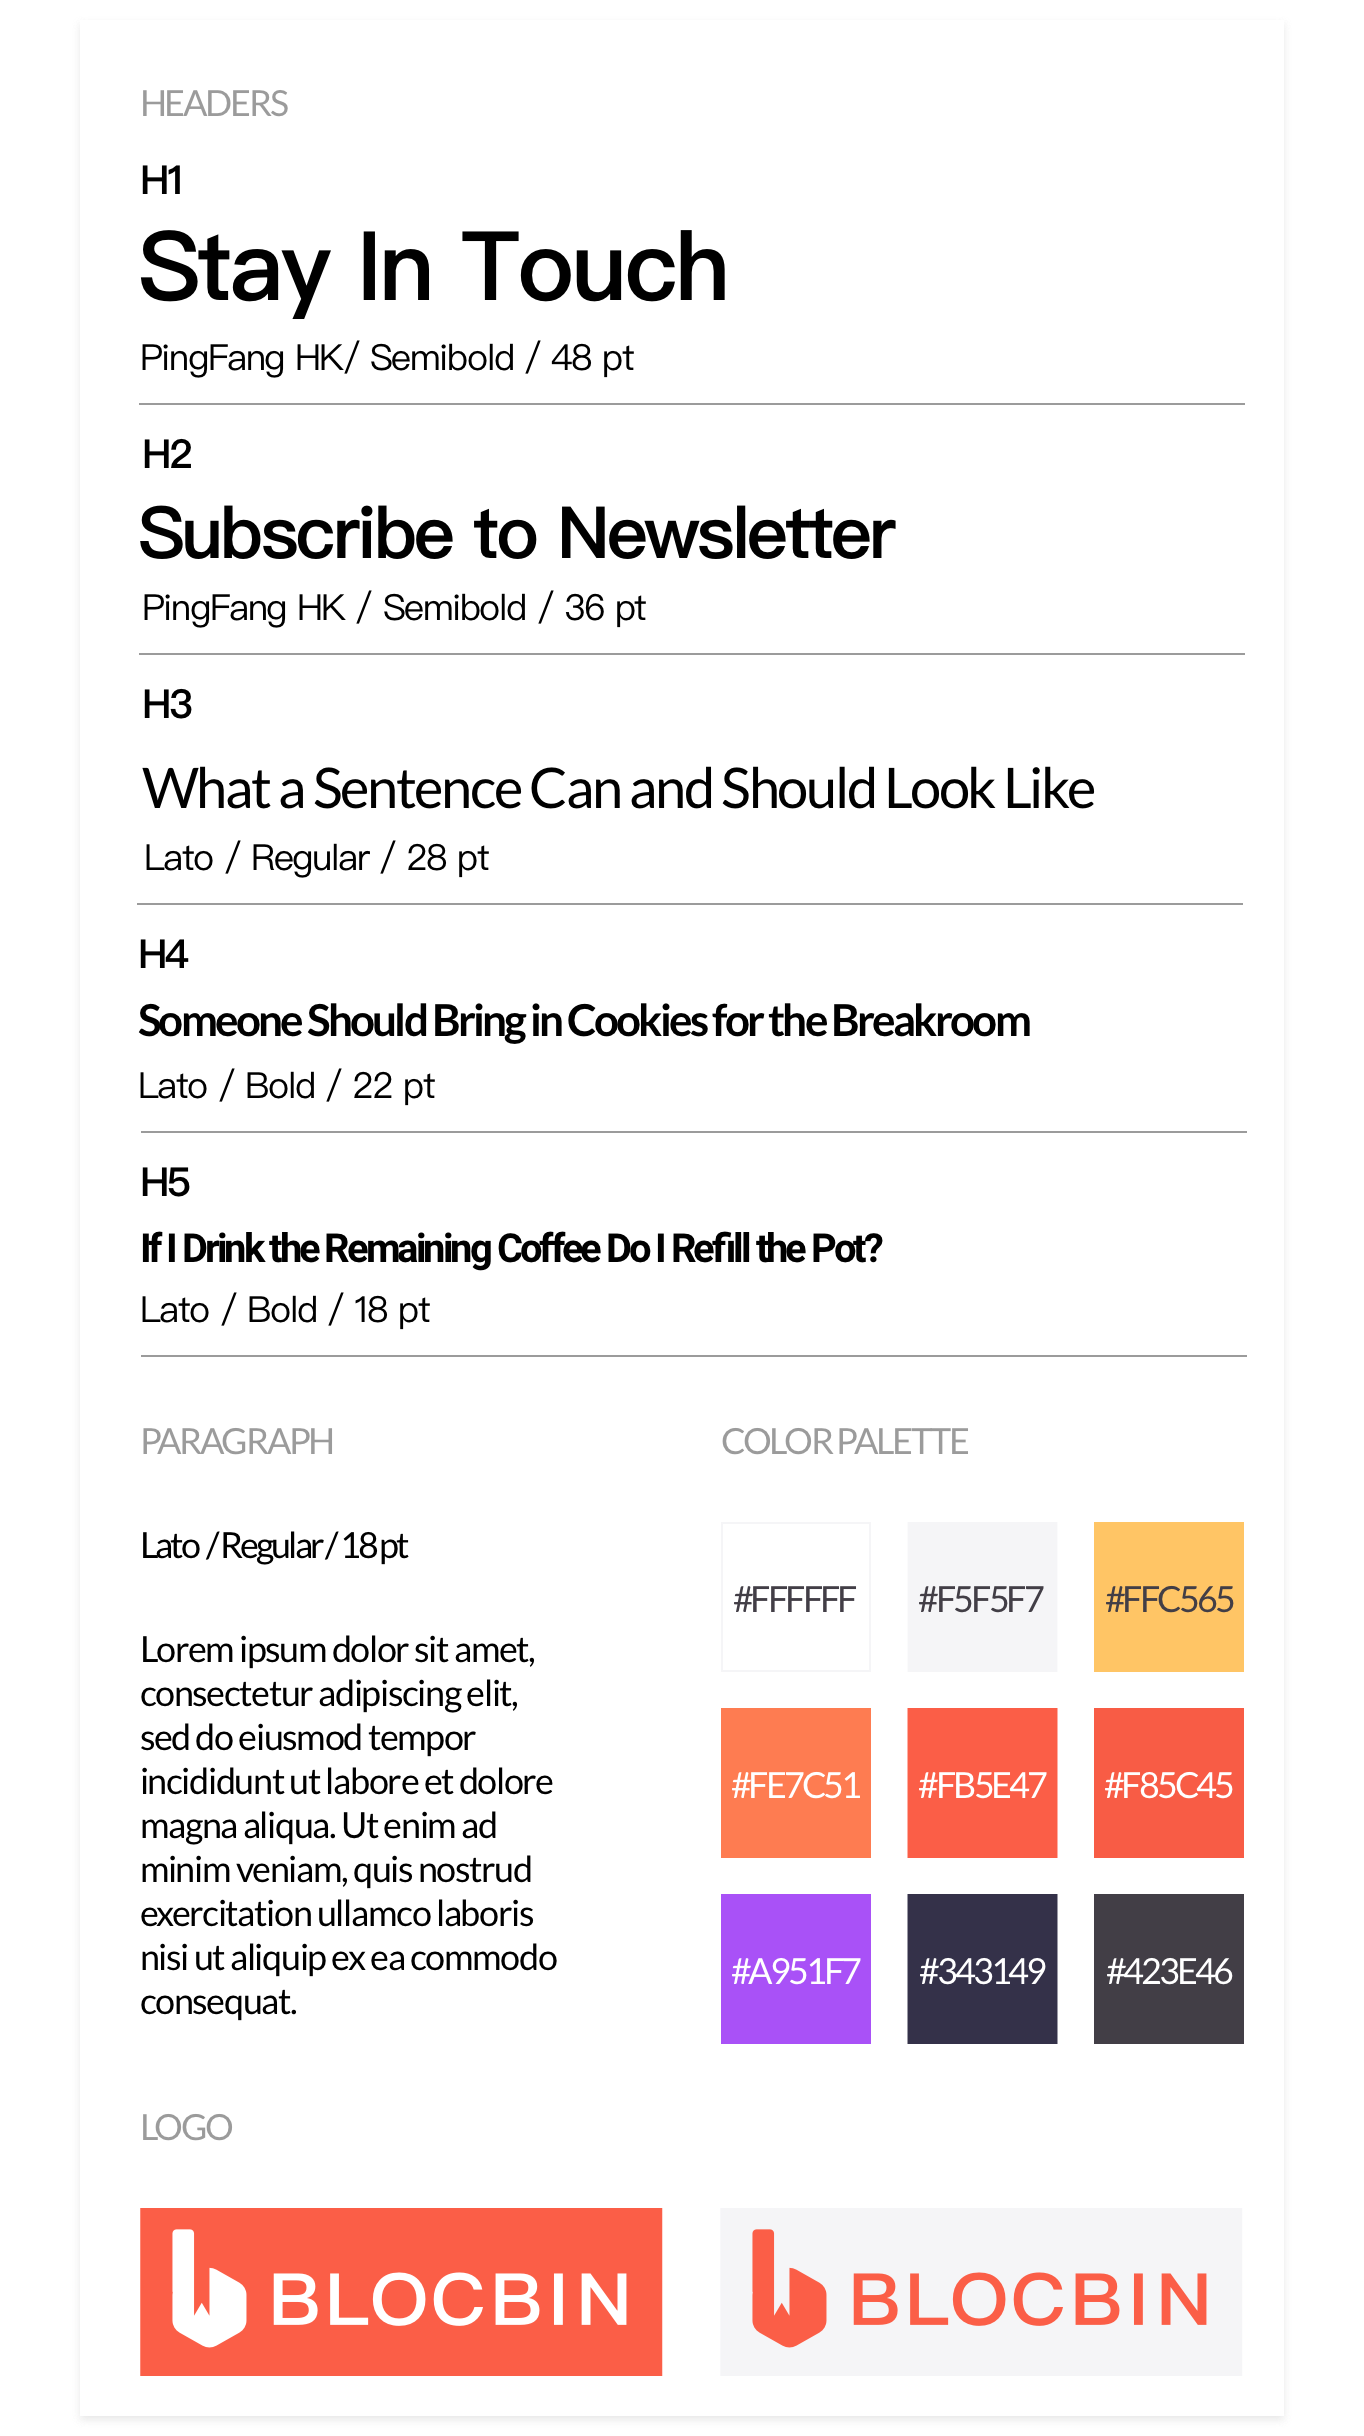 HEADERS
H1
Stay In Touch
PingFang HK/ Semibold / 48 pt
H2
Subscribe to Newsletter
PingFang HK / Semibold / 36 pt
H3
What a Sentence Can and Should Look Like
Lato / Regular / 28 pt
H4
Someone Should Bring in Cookies for the Breakroom
Lato / Bold / 22 pt
H5
If I Drink the Remaining Coffee Do I Refill the Pot?
Lato / Bold / 18 pt
PARAGRAPH
Lato / Regular / 18 pt
Lorem ipsum dolor sit amet,
consectetur adipiscing elit,
sed do eiusmod tempor
incididunt ut labore et dolore
magna aliqua. Ut enim ad
minim veniam, quis nostrud
exercitation ullamco laboris
nisi ut aliquip ex ea commodo
consequat.
COLOR PALETTE
#FFFFFF
#F5F5F7
#FFC565
#FE7C51
#FB5E47
#F85C45
#A951F7
#343149
#423E46
LOGO
BLOCBIN
BLOCBIN